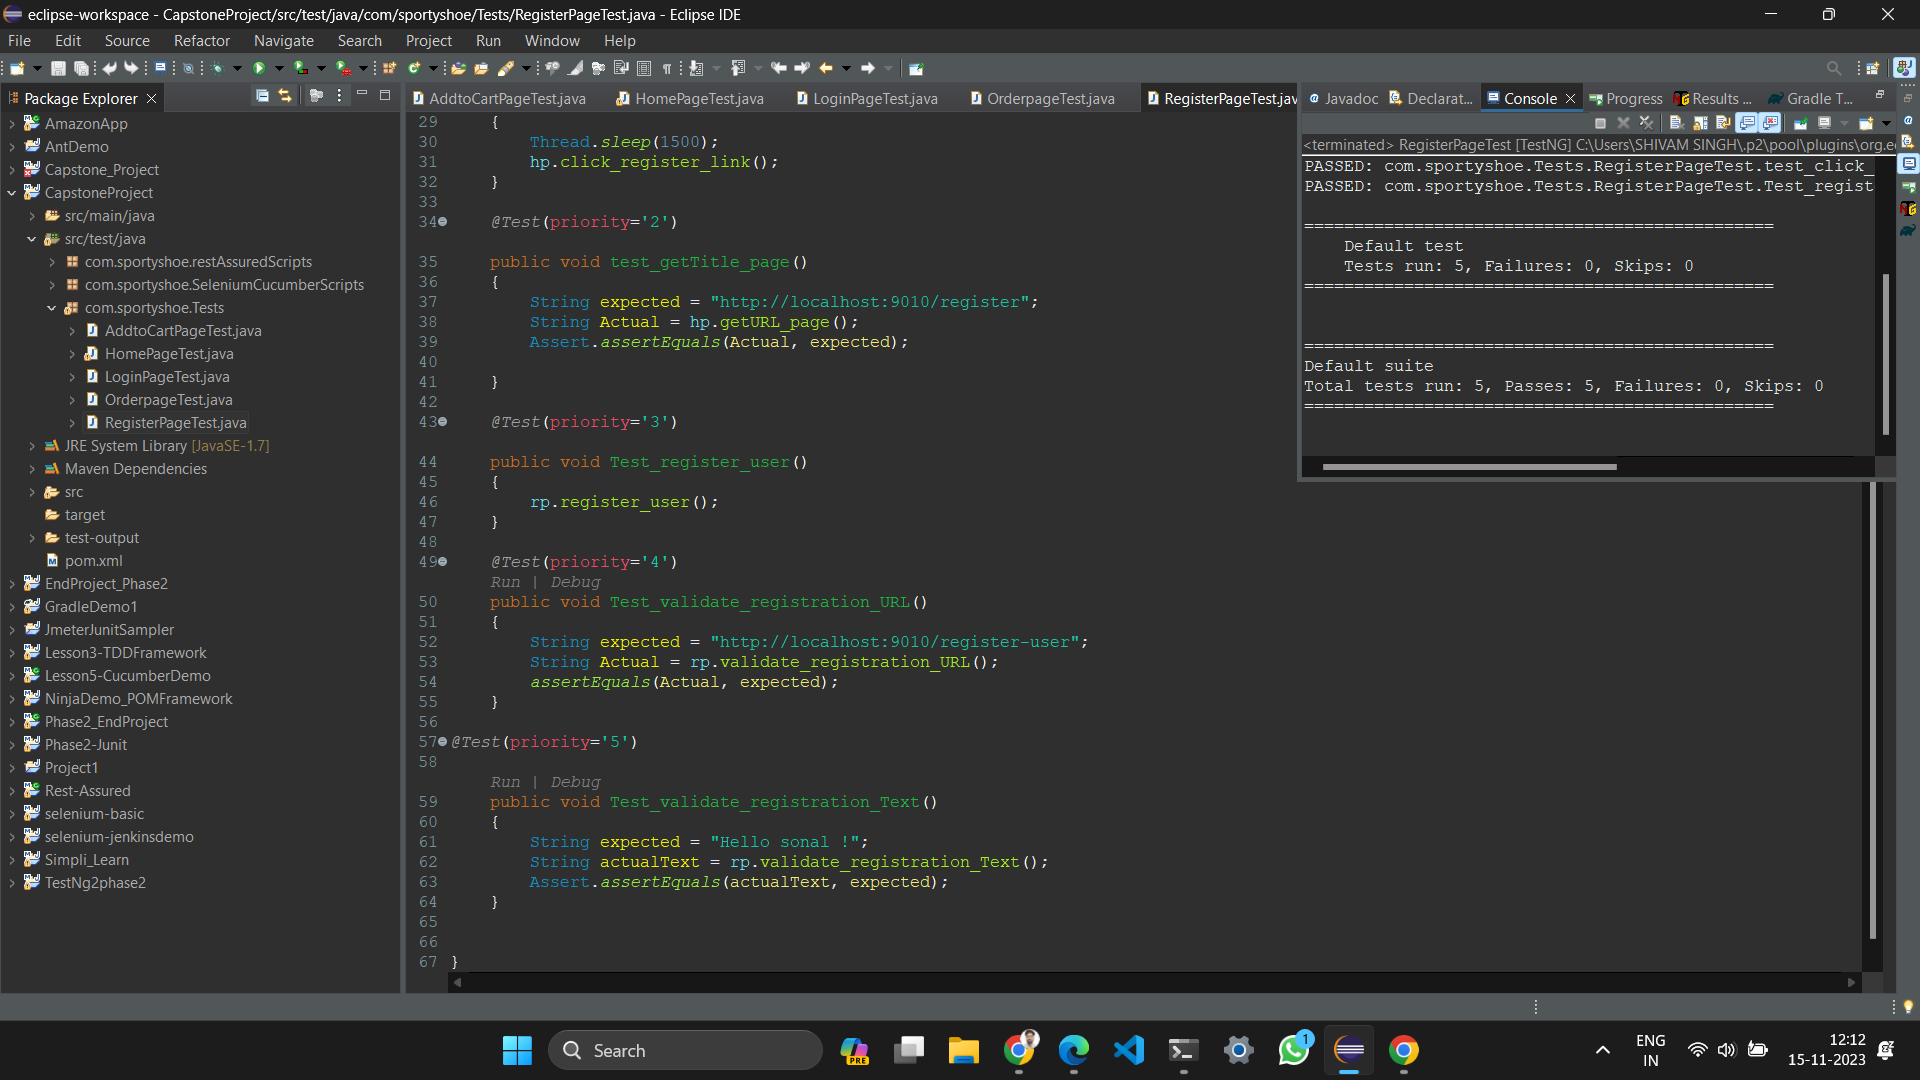 eclipse-workspace - CapstoneProject/src/test/java/com/sportyshoe/Tests/RegisterPageTest.java - Eclipse IDE
File Edit Source Refactor Navigate Search Project Run Window Help
Package Explorer
AmazonApp
AntDemo
Capstone_Project
CapstoneProject
src/main/java
src/test/java
com.sportyshoe.restAssuredScripts
com.sportyshoe.SeleniumCucumberScripts
com.sportyshoe.Tests
AddtoCartPageTest.java
HomePageTest.java
LoginPageTest.java
OrderpageTest.java
RegisterPageTest.java
JRE System Library [JavaSE-1.7]
Maven Dependencies
src
target
test-output
pom.xml
EndProject_Phase2
GradleDemo1
JmeterJunitSampler
Lesson3-TDDFramework
Lesson5-CucumberDemo
NinjaDemo_POMFramework
Phase2_EndProject
Phase2-Junit
Project1
Rest-Assured
selenium-basic
selenium-jenkinsdemo
Simpli_Learn
TestNg2phase2
AddtoCartPageTest.java HomePageTest.java LoginPageTest.java OrderpageTest.java RegisterPageTest.jav
29 {
30 Thread.sleep(1500);
31 hp.click_register_link();
32 }
33
34 @Test(priority='2')
35 public void test_getTitle_page()
36 {
37 String expected = "http://localhost:9010/register";
38 String Actual = hp.getURL_page();
39 Assert.assertEquals(Actual, expected);
40
41 }
42
43 @Test(priority='3')
44 public void Test_register_user()
45 {
46 rp.register_user();
47 }
48
49 @Test(priority='4')
Run | Debug
50 public void Test_validate_registration_URL()
51 {
52 String expected = "http://localhost:9010/register-user";
53 String Actual = rp.validate_registration_URL();
54 assertEquals(Actual, expected);
55 }
56
57 @Test(priority='5')
58
Run | Debug
59 public void Test_validate_registration_Text()
60 {
61 String expected = "Hello sonal !";
62 String actualText = rp.validate_registration_Text();
63 Assert.assertEquals(actualText, expected);
64 }
65
66
67 }
Javadoc Declarat... Console Progress Results ... Gradle T...
<terminated> RegisterPageTest [TestNG] C:\Users\SHIVAM SINGH\.p2\pool\plugins\org.e
PASSED: com.sportyshoe.Tests.RegisterPageTest.test_click_
PASSED: com.sportyshoe.Tests.RegisterPageTest.Test_regist
===============================================
Default test
Tests run: 5, Failures: 0, Skips: 0
===============================================
===============================================
Default suite
Total tests run: 5, Passes: 5, Failures: 0, Skips: 0
===============================================
Search
PRE
1
ENG
IN
12:12
15-11-2023